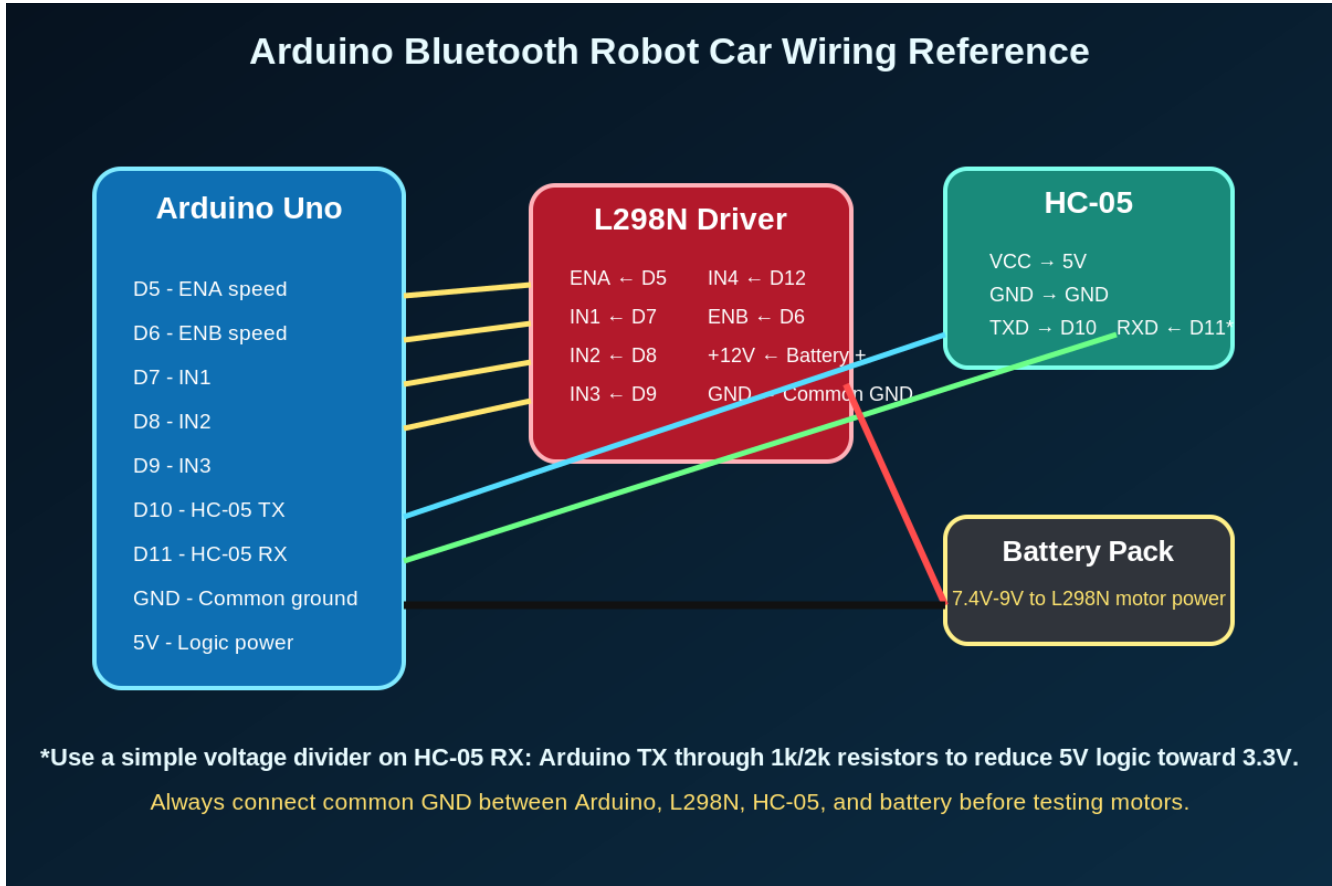 Arduino Bluetooth Robot Car Wiring Reference
Arduino Uno
D5 - ENA speed
D6 - ENB speed
D7 - IN1
D8 - IN2
D9 - IN3
D10 - HC-05 TX
D11 - HC-05 RX
GND - Common ground
5V - Logic power
L298N Driver
ENA ← D5 IN4 ← D12
IN1 ← D7 ENB ← D6
IN2 ← D8 +12V ← Battery +
IN3 ← D9 GND ← Common GND
HC-05
VCC → 5V
GND → GND
TXD → D10 RXD ← D11*
Battery Pack
7.4V-9V to L298N motor power
*Use a simple voltage divider on HC-05 RX: Arduino TX through 1k/2k resistors to reduce 5V logic toward 3.3V.
Always connect common GND between Arduino, L298N, HC-05, and battery before testing motors.